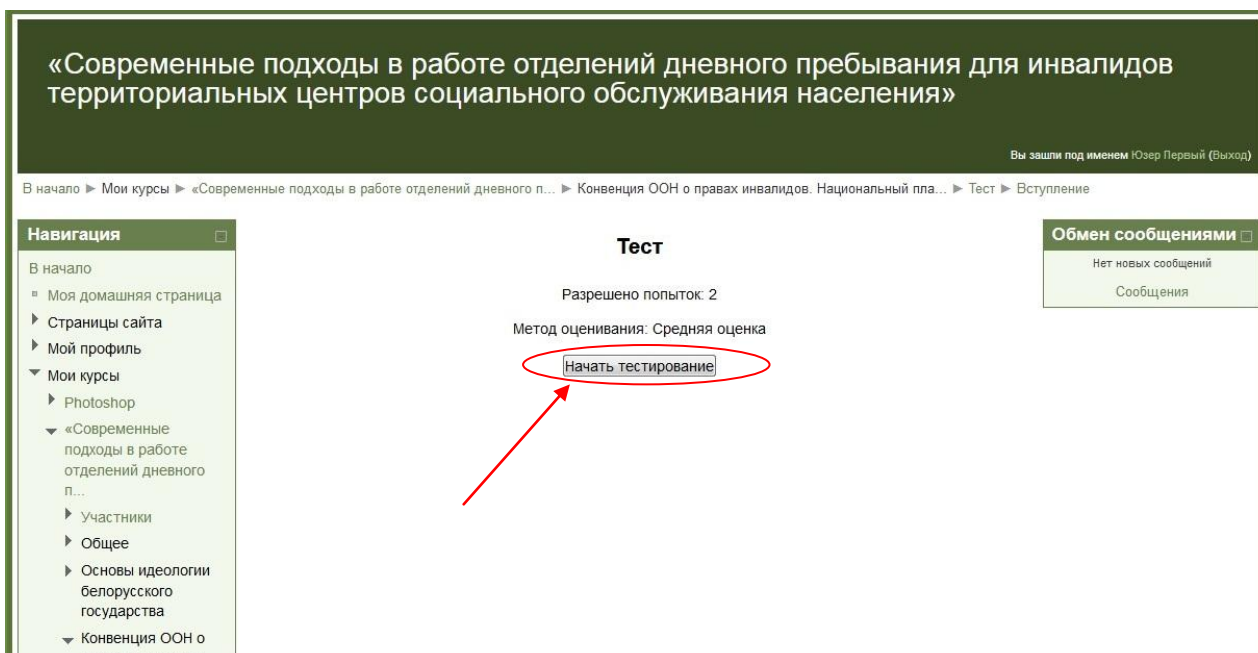 «Современные подходы в работе отделений дневного пребывания для инвалидов
территориальных центров социального обслуживания населения»
Вы зашли под именем Юзер Первый (Выход)
В начало ► Мои курсы ► «Современные подходы в работе отделений дневного п... ► Конвенция ООН о правах инвалидов. Национальный пла... ► Тест ► Вступление
Навигация
В начало
Моя домашняя страница
Страницы сайта
Мой профиль
Мои курсы
Photoshop
«Современные
подходы в работе
отделений дневного
п...
Участники
Общее
Основы идеологии
белорусского
государства
Конвенция ООН о
Тест
Разрешено попыток: 2
Метод оценивания: Средняя оценка
Начать тестирование
Обмен сообщениями
Нет новых сообщений
Сообщения